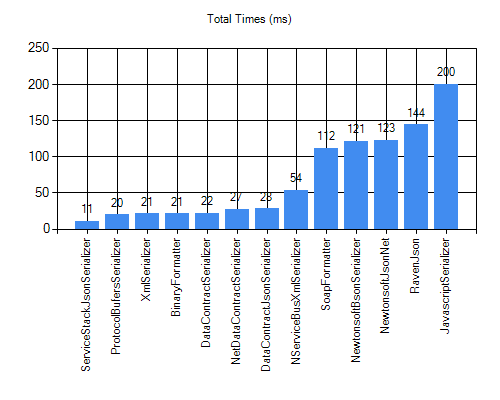 Total Times (ms)
250
200
150
100
50
0
11
20
21
21
22
27
28
54
112
121
123
144
200
ServiceStackJsonSerializer
ProtocolBufersSerializer
XmlSerializer
BinaryFormatter
DataContractSerializer
NetDataContractSerializer
DataContractJsonSerializer
NServiceBusXmlSerializer
SoapFormatter
NewtonsoftBsonSerializer
NewtonsoftJsonNet
RavenJson
JavascriptSerializer